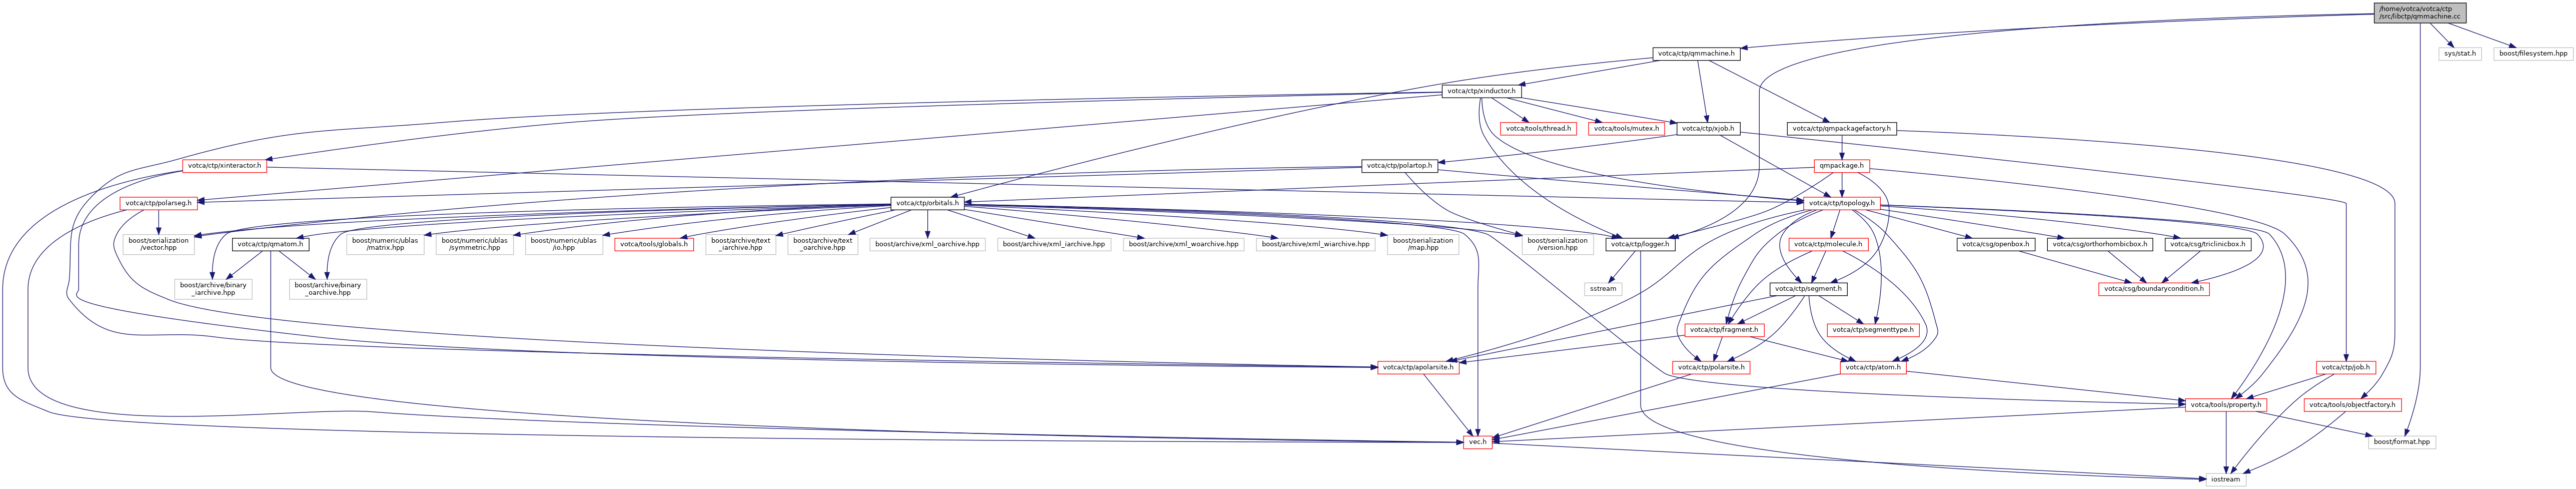 /home/votca/votca/ctp
/src/libctp/qmmachine.cc
votca/ctp/qmmachine.h
sys/stat.h
boost/filesystem.hpp
votca/ctp/xinductor.h
votca/tools/thread.h
votca/tools/mutex.h
votca/ctp/xjob.h
votca/ctp/qmpackagefactory.h
votca/ctp/xinteractor.h
votca/ctp/polartop.h
qmpackage.h
votca/ctp/polarseg.h
votca/ctp/orbitals.h
votca/ctp/topology.h
boost/serialization
/vector.hpp
votca/ctp/qmatom.h
boost/numeric/ublas
/matrix.hpp
boost/numeric/ublas
/symmetric.hpp
boost/numeric/ublas
/io.hpp
votca/tools/globals.h
boost/archive/text
_iarchive.hpp
boost/archive/text
_oarchive.hpp
boost/archive/xml_oarchive.hpp
boost/archive/xml_iarchive.hpp
boost/archive/xml_woarchive.hpp
boost/archive/xml_wiarchive.hpp
boost/serialization
/map.hpp
boost/serialization
/version.hpp
votca/ctp/logger.h
votca/ctp/molecule.h
votca/csg/openbox.h
votca/csg/orthorhombicbox.h
votca/csg/triclinicbox.h
boost/archive/binary
_iarchive.hpp
boost/archive/binary
_oarchive.hpp
sstream
votca/ctp/segment.h
votca/csg/boundarycondition.h
votca/ctp/fragment.h
votca/ctp/segmenttype.h
votca/ctp/apolarsite.h
votca/ctp/polarsite.h
votca/ctp/atom.h
votca/ctp/job.h
votca/tools/property.h
votca/tools/objectfactory.h
vec.h
boost/format.hpp
iostream